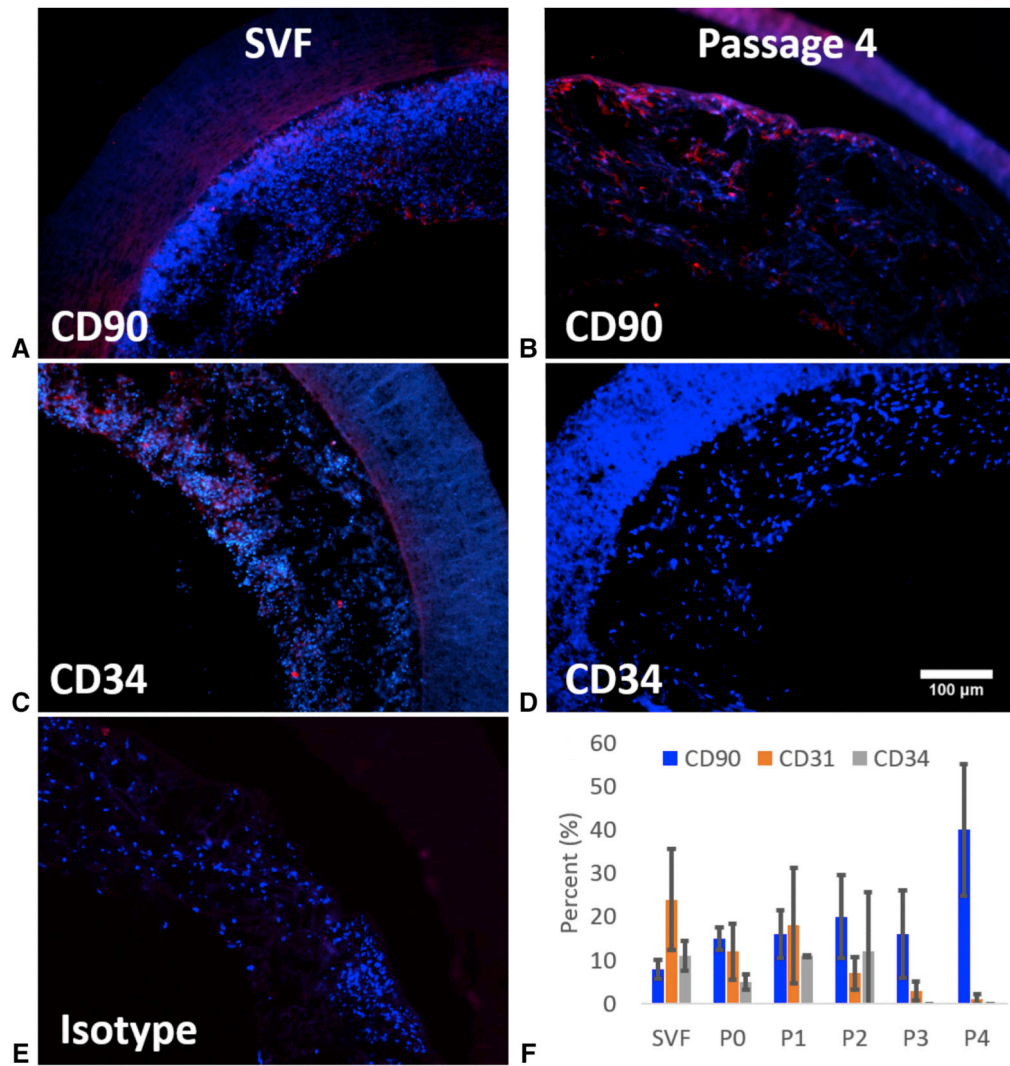 SVF
Passage 4
CD90
A
CD90
B
CD34
C
CD34
100 μm
D
Isotype
E
60
50
40
30
20
10
0
Percent (%)
CD90 CD31 CD34
SVF P0 P1 P2 P3 P4
F